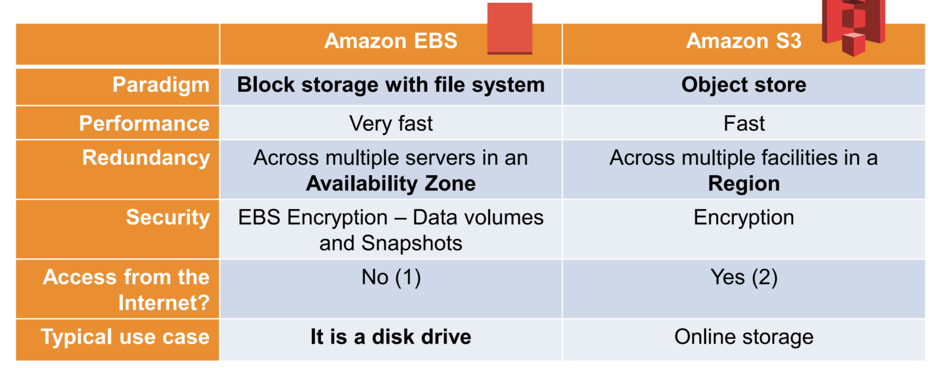 Amazon EBS Amazon S3
Paradigm Block storage with file system Object store
Performance Very fast Fast
Redundancy Across multiple servers in an Across multiple facilities in a
Availability Zone Region
Security EBS Encryption – Data volumes Encryption
and Snapshots
Access from the No (1) Yes (2)
Internet?
Typical use case It is a disk drive Online storage